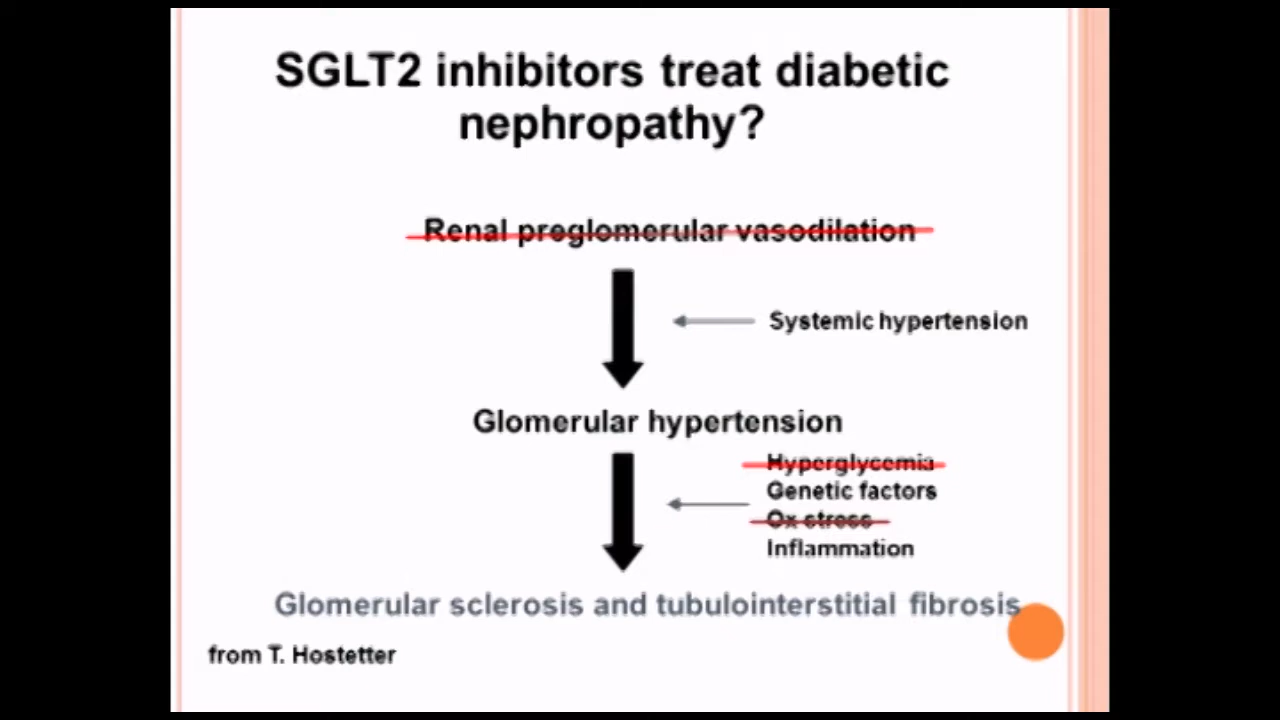 SGLT2 inhibitors treat diabetic
nephropathy?
Renal preglomerular vasodilation
Systemic hypertension
Glomerular hypertension
Hyperglycemia
Genetic factors
Ox stress
Inflammation
Glomerular sclerosis and tubulointerstitial fibrosis
from T. Hostetter